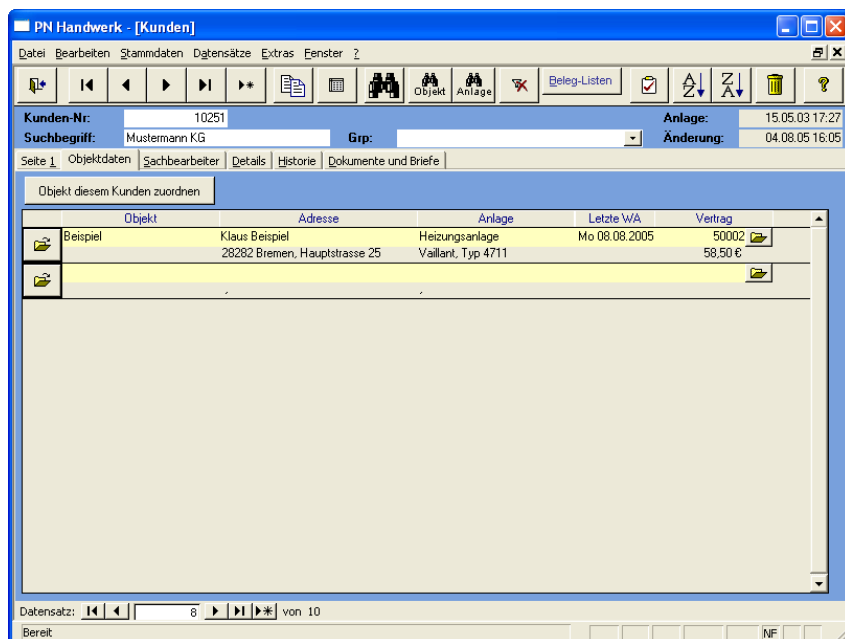 PN Handwerk - [Kunden]
Datei Bearbeiten Stammdaten Datensätze Extras Fenster ?
Objekt Anlage Beleg-Listen A Z Z A ?
Kunden-Nr: 10251 Anlage: 15.05.03 17:27
Suchbegriff: Mustermann KG Grp: Änderung: 04.08.05 16:05
Seite 1 Objektdaten Sachbearbeiter Details Historie Dokumente und Briefe
Objekt diesem Kunden zuordnen
Objekt Adresse Anlage Letzte WA Vertrag
Beispiel Klaus Beispiel Heizungsanlage Mo 08.08.2005 50002
28282 Bremen, Hauptstrasse 25 Vaillant, Typ 4711 58,50 €
, ,
Datensatz: 8 von 10
Bereit NF